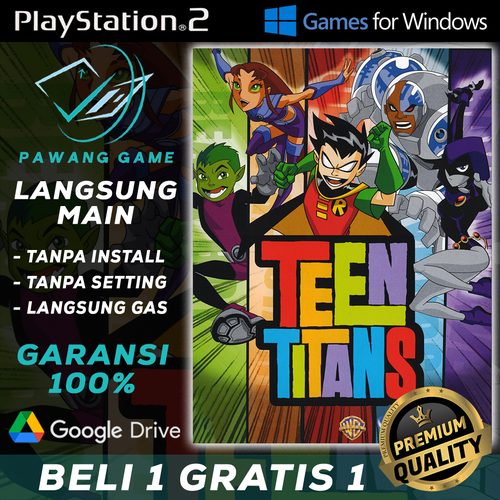 PlayStation®2
Games for Windows
PAWANG GAME
LANGSUNG
MAIN
- TANPA INSTALL
- TANPA SETTING
- LANGSUNG GAS
GARANSI
100%
Google Drive
R
TEEN
TITANS
WB
PREMIUM
QUALITY
BELI 1 GRATIS 1